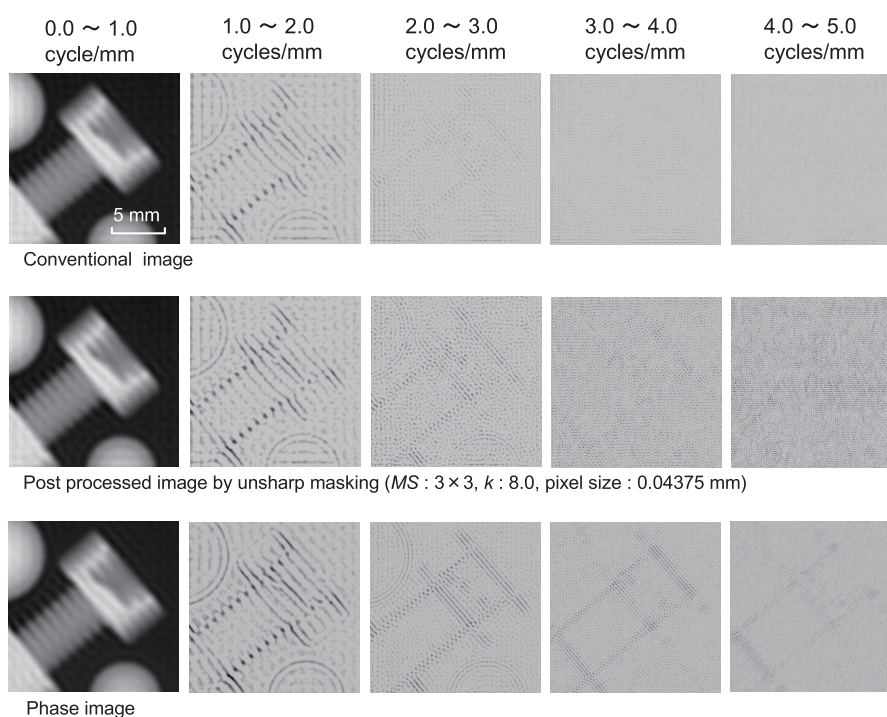 0.0 ～ 1.0
cycle/mm
1.0 ～ 2.0
cycles/mm
2.0 ～ 3.0
cycles/mm
3.0 ～ 4.0
cycles/mm
4.0 ～ 5.0
cycles/mm
5 mm
Conventional image
Post processed image by unsharp masking (MS : 3×3, k : 8.0, pixel size : 0.04375 mm)
Phase image